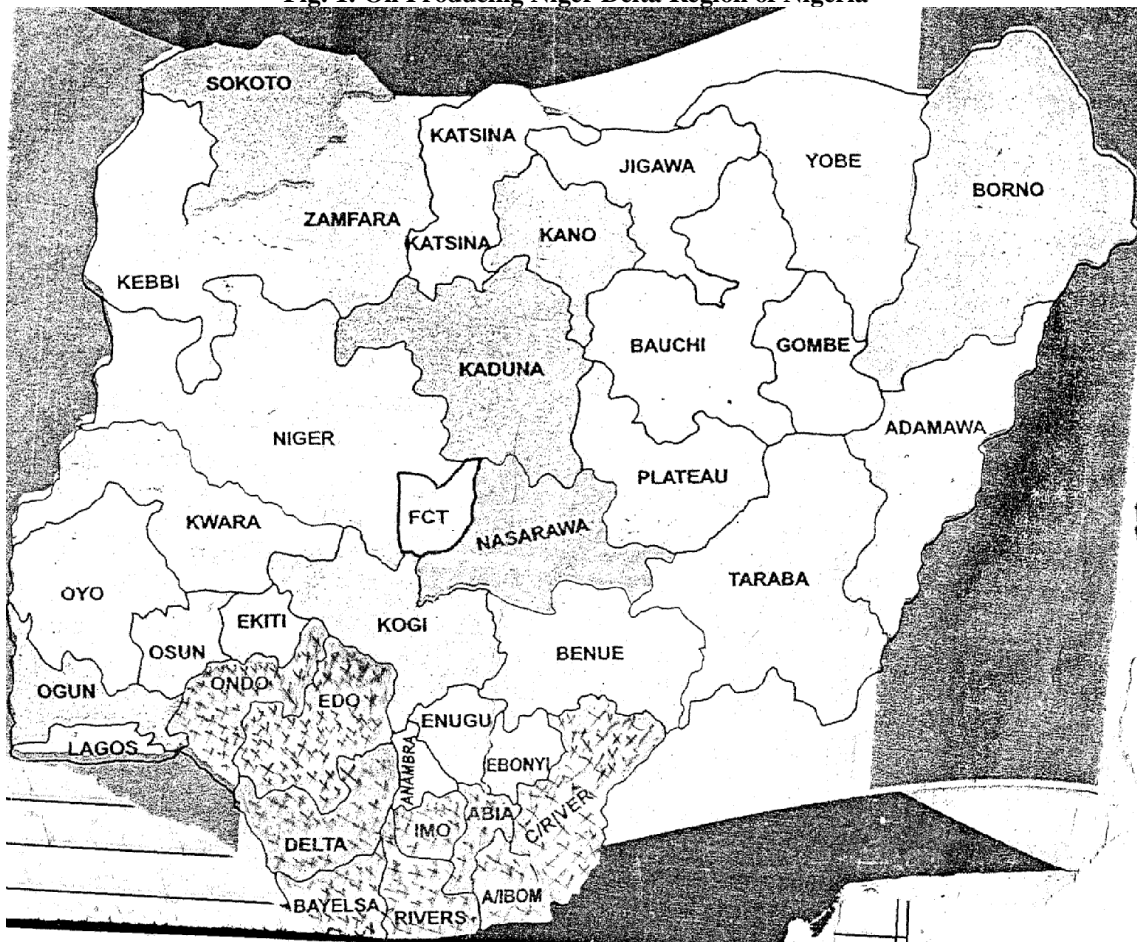 Fig. 1: Oil Producing Niger Delta Region of Nigeria
SOKOTO
KATSINA
JIGAWA
YOBE
BORNO
ZAMFARA
KATSINA
KANO
KEBBI
BAUCHI
GOMBE
KADUNA
ADAMAWA
NIGER
PLATEAU
FCT
NASARAWA
KWARA
TARABA
OYO
EKITI
KOGI
OSUN
BENUE
ONDO
OGUN
EDO
ENUGU
LAGOS
ANAMBRA
EBONYI
ABIA
C/RIVER
IMO
DELTA
A/IBOM
BAYELSA
RIVERS